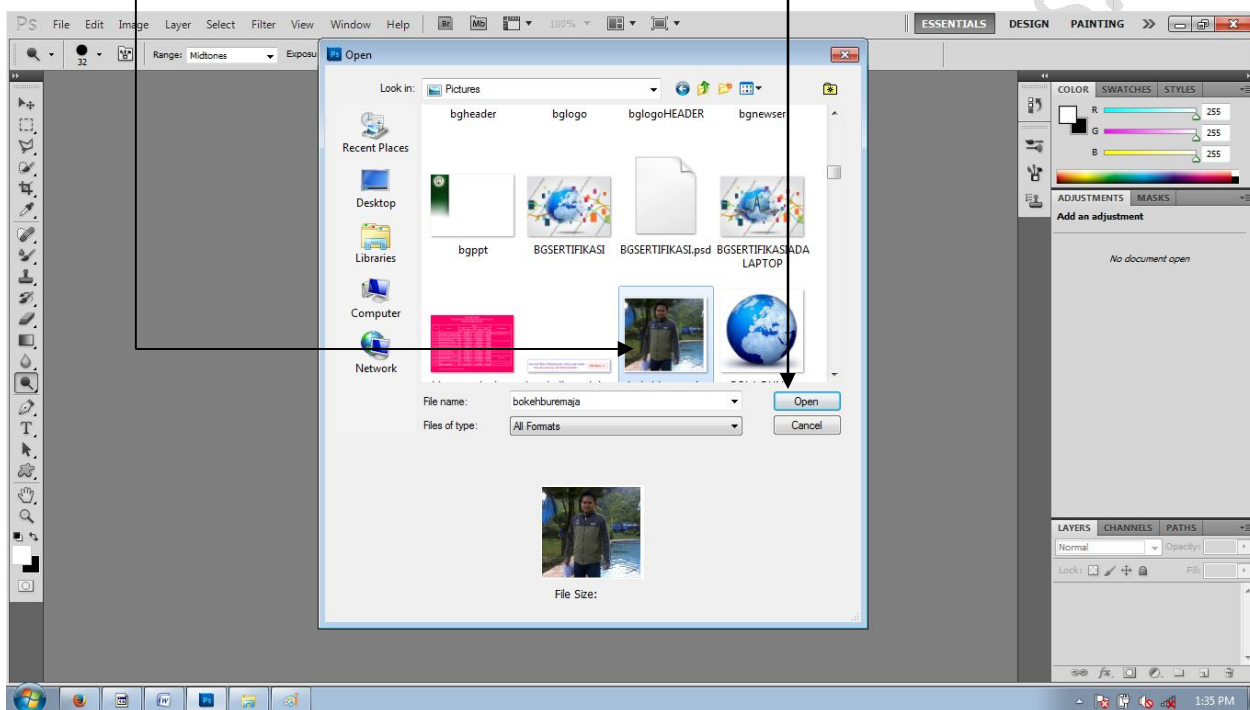 PS File Edit Image Layer Select Filter View Window Help Br Mb 100% ESSENTIALS DESIGN PAINTING
32 Range: Midtones Exposu
Ps Open
Look in: Pictures
Recent Places
Desktop
Libraries
Computer
Network
bgheader bglogo bglogoHEADER bgnewser
bgppt BGSERTIFIKASI BGSERTIFIKASI.psd BGSERTIFIKASIADA
LAPTOP
File name: bokehburemaja Open
Files of type: All Formats Cancel
File Size:
COLOR SWATCHES STYLES
R 255
G 255
B 255
ADJUSTMENTS MASKS
Add an adjustment
No document open
LAYERS CHANNELS PATHS
Normal Opacity:
Lock: Fill:
1:35 PM